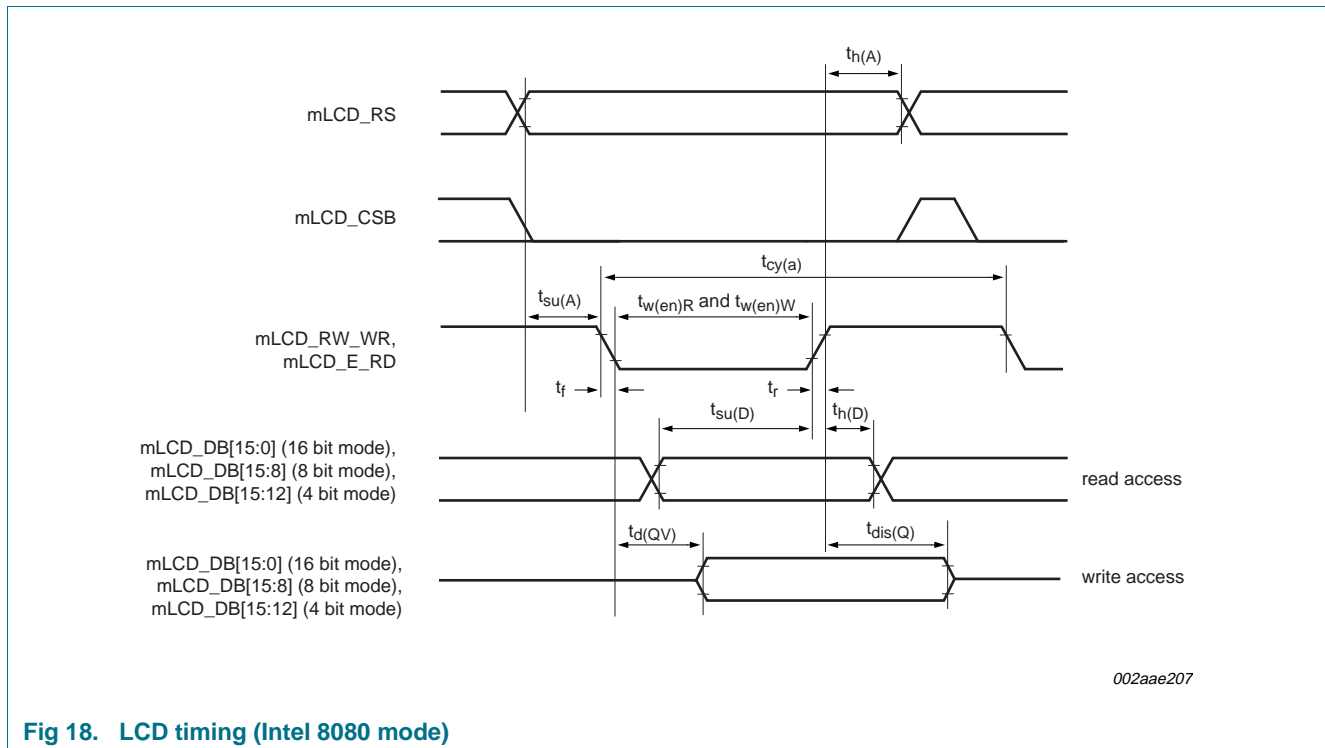 th(A)
mLCD_RS
mLCD_CSB
tcy(a)
tsu(A)
tw(en)R and tw(en)W
mLCD_RW_WR,
mLCD_E_RD
tf
tr
tsu(D)
th(D)
mLCD_DB[15:0] (16 bit mode),
mLCD_DB[15:8] (8 bit mode),
mLCD_DB[15:12] (4 bit mode)
read access
td(QV)
tdis(Q)
mLCD_DB[15:0] (16 bit mode),
mLCD_DB[15:8] (8 bit mode),
mLCD_DB[15:12] (4 bit mode)
write access
002aae207
Fig 18. LCD timing (Intel 8080 mode)